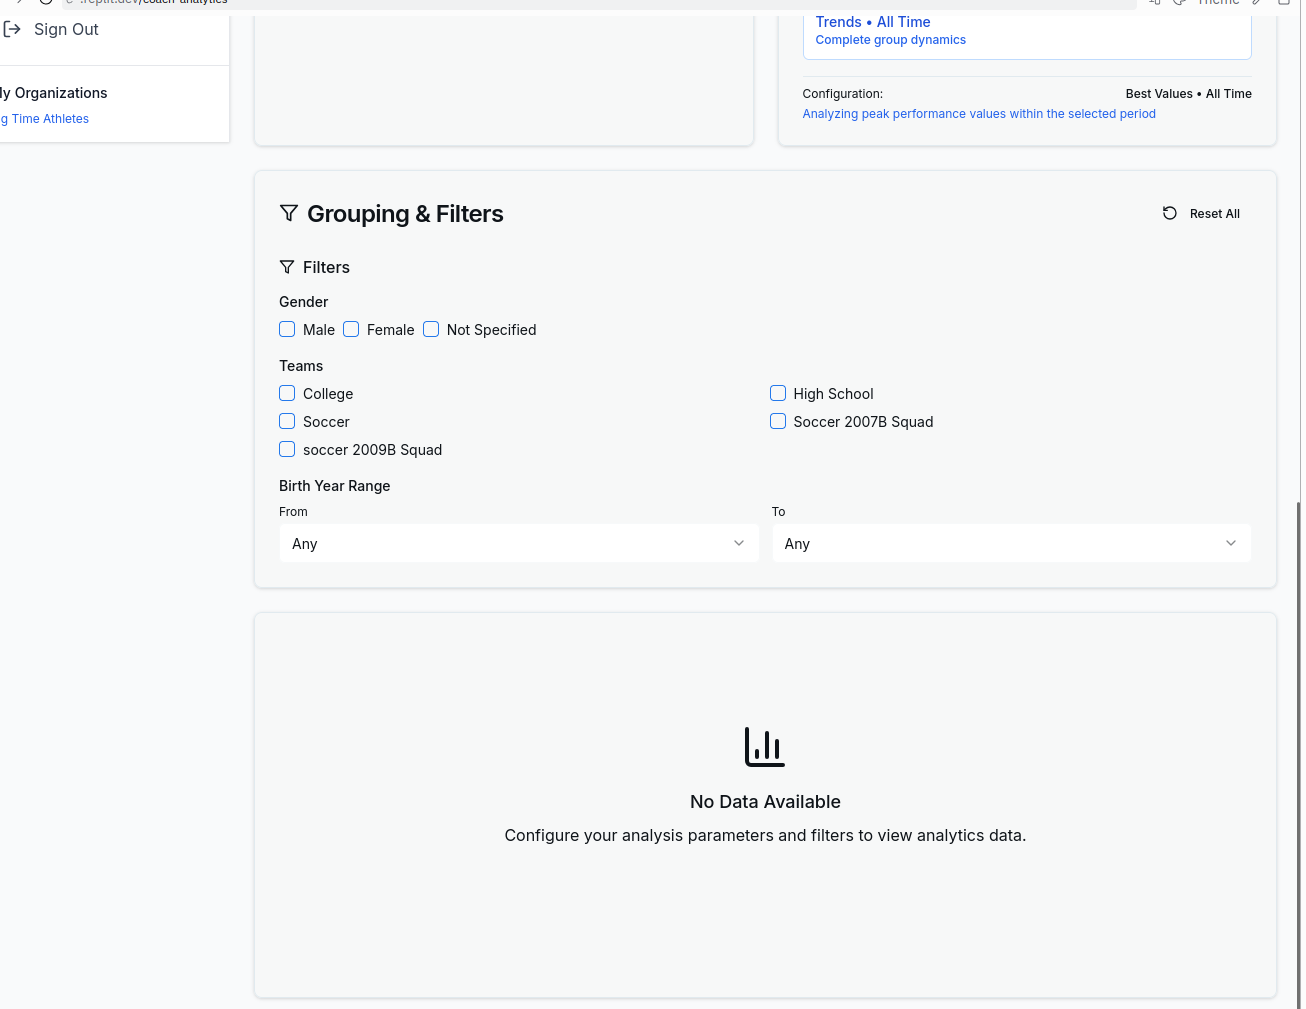 .replit.dev/coach-analytics
Theme
Sign Out
My Organizations
g Time Athletes
Trends • All Time
Complete group dynamics
Configuration:
Best Values • All Time
Analyzing peak performance values within the selected period
Grouping & Filters
Reset All
Filters
Gender
Male
Female
Not Specified
Teams
College
High School
Soccer
Soccer 2007B Squad
soccer 2009B Squad
Birth Year Range
From
To
Any
Any
No Data Available
Configure your analysis parameters and filters to view analytics data.